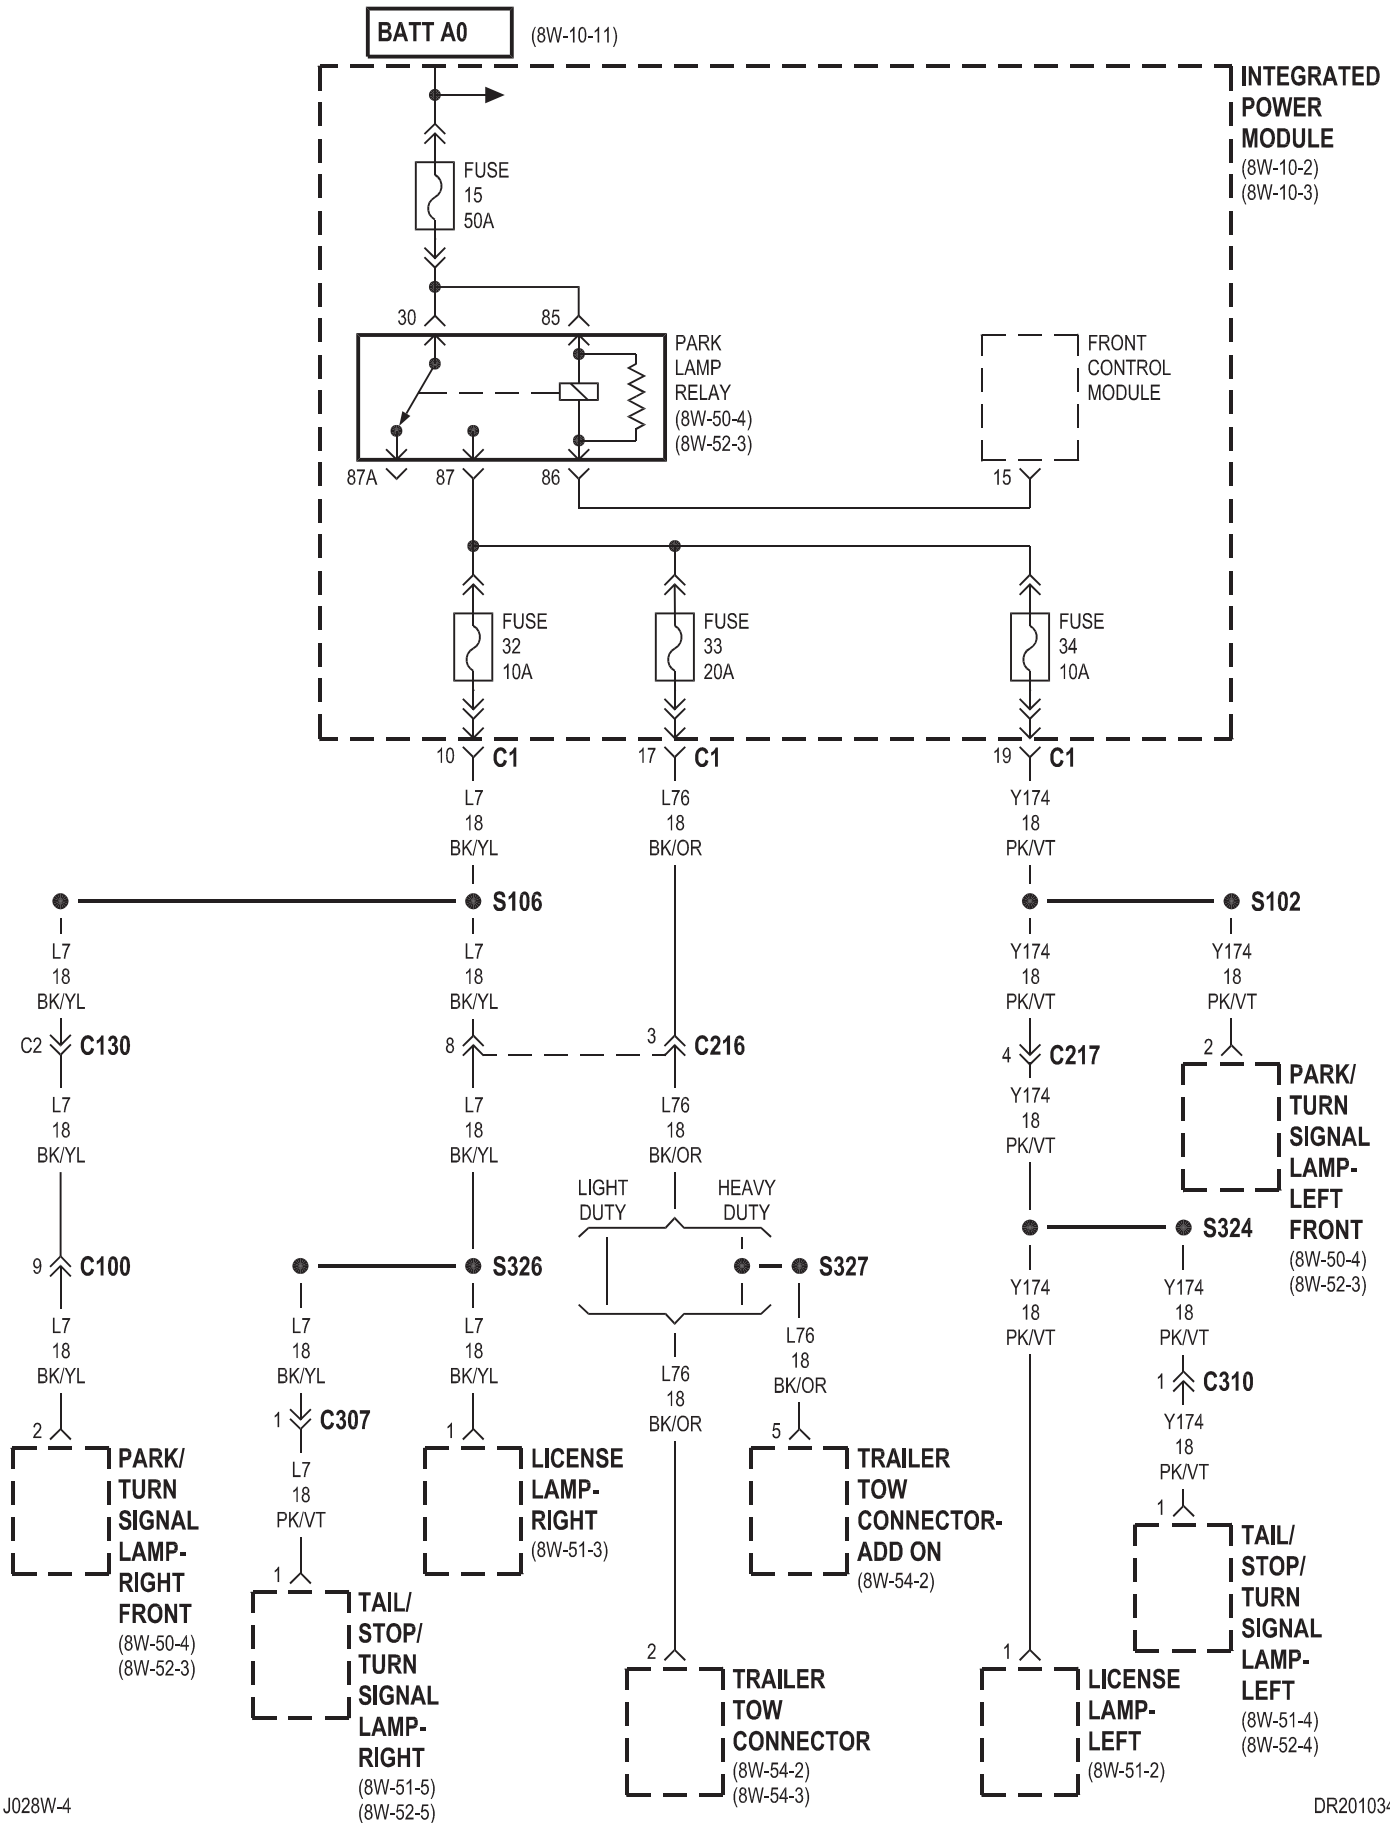 BATT A0
(8W-10-11)
INTEGRATED
POWER
MODULE
(8W-10-2)
(8W-10-3)
FUSE
15
50A
30
85
PARK
LAMP
RELAY
(8W-50-4)
(8W-52-3)
FRONT
CONTROL
MODULE
87A
87
86
15
FUSE
32
10A
FUSE
33
20A
FUSE
34
10A
10
C1
17
C1
19
C1
L7
18
BK/YL
L76
18
BK/OR
Y174
18
PK/VT
S106
S102
L7
18
BK/YL
L7
18
BK/YL
Y174
18
PK/VT
Y174
18
PK/VT
C2
C130
8
3
C216
4
C217
2
PARK/
TURN
SIGNAL
LAMP-
LEFT
FRONT
(8W-50-4)
(8W-52-3)
L7
18
BK/YL
L7
18
BK/YL
L76
18
BK/OR
Y174
18
PK/VT
LIGHT
DUTY
HEAVY
DUTY
9
C100
S326
S327
S324
L7
18
BK/YL
L7
18
BK/YL
L7
18
BK/YL
L76
18
BK/OR
L76
18
BK/OR
Y174
18
PK/VT
Y174
18
PK/VT
1
C310
Y174
18
PK/VT
2
PARK/
TURN
SIGNAL
LAMP-
RIGHT
FRONT
(8W-50-4)
(8W-52-3)
1
C307
L7
18
PK/VT
1
TAIL/
STOP/
TURN
SIGNAL
LAMP-
RIGHT
(8W-51-5)
(8W-52-5)
1
LICENSE
LAMP-
RIGHT
(8W-51-3)
5
TRAILER
TOW
CONNECTOR-
ADD ON
(8W-54-2)
2
TRAILER
TOW
CONNECTOR
(8W-54-2)
(8W-54-3)
1
LICENSE
LAMP-
LEFT
(8W-51-2)
1
TAIL/
STOP/
TURN
SIGNAL
LAMP-
LEFT
(8W-51-4)
(8W-52-4)
J028W-4
DR201034